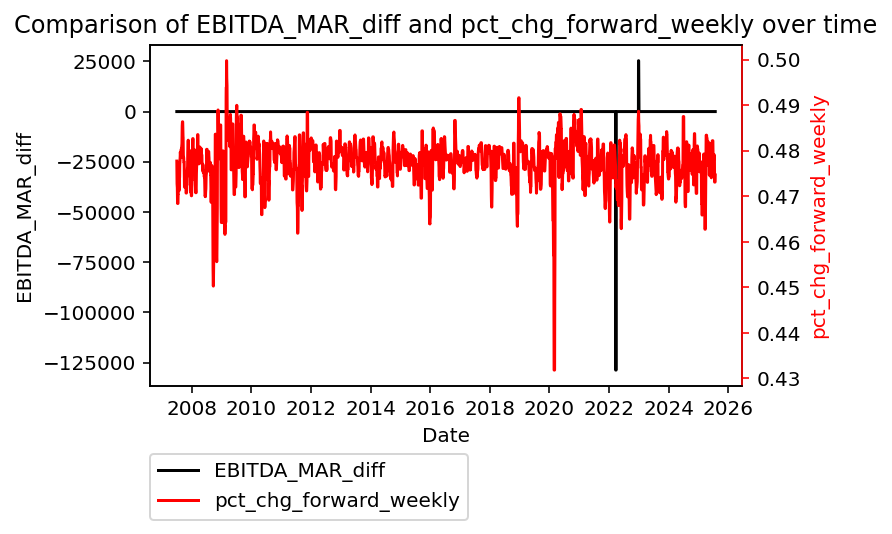 Comparison of EBITDA_MAR_diff and pct_chg_forward_weekly over time
25000
0
−25000
−50000
−75000
−100000
−125000
EBITDA_MAR_diff
0.50
0.49
0.48
0.47
0.46
0.45
0.44
0.43
pct_chg_forward_weekly
2008 2010 2012 2014 2016 2018 2020 2022 2024 2026
Date
EBITDA_MAR_diff
pct_chg_forward_weekly